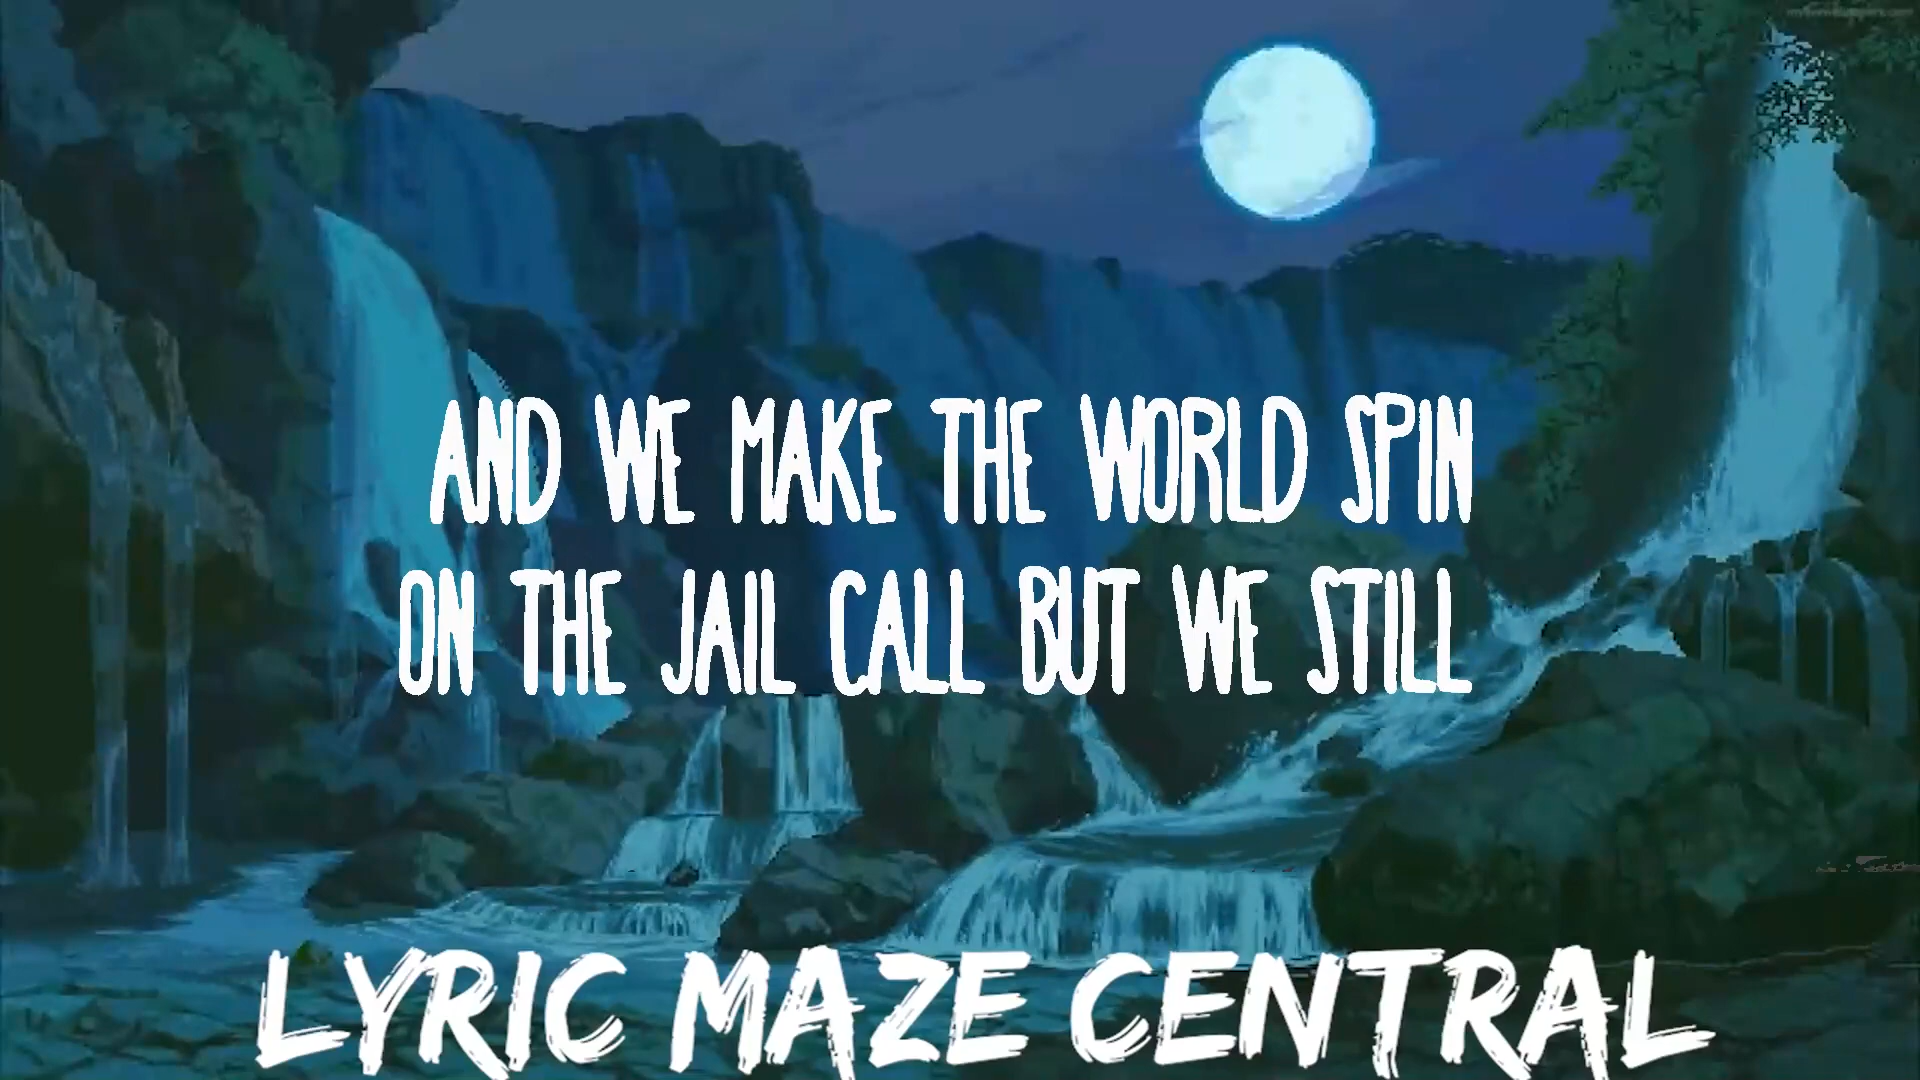 AND WE MAKE THE WORLD SPIN
ON THE JAIL CALL BUT WE STILL
LYRIC MAZE CENTRAL